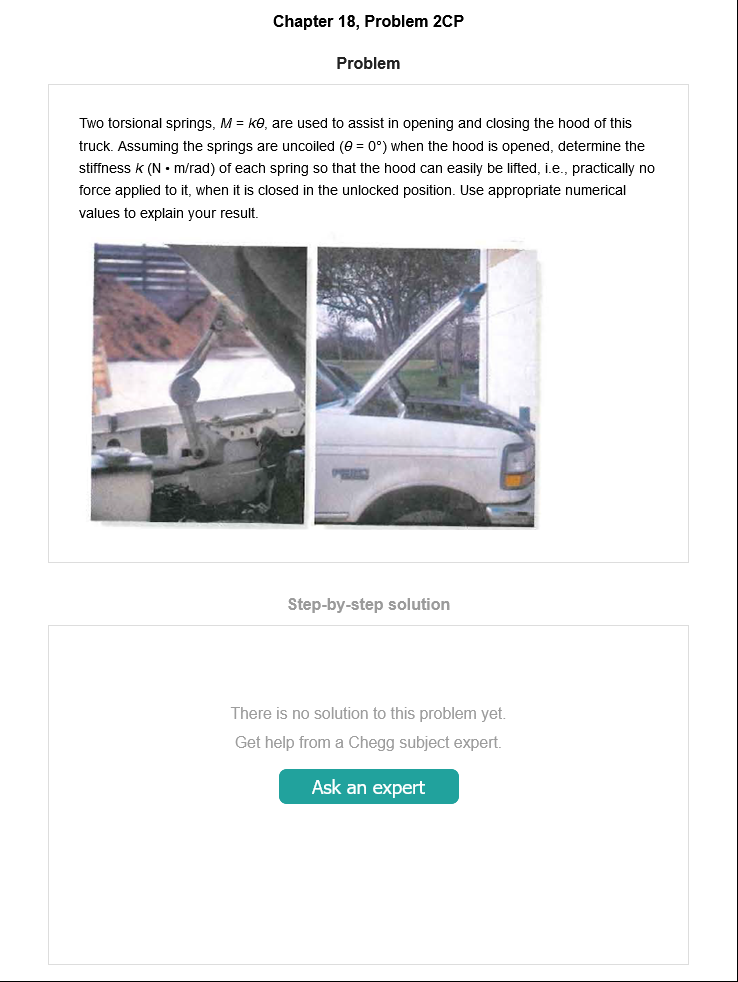 Chapter 18, Problem 2CP
Problem
Two torsional springs, M = kθ, are used to assist in opening and closing the hood of this
truck. Assuming the springs are uncoiled (θ = 0°) when the hood is opened, determine the
stiffness k (N • m/rad) of each spring so that the hood can easily be lifted, i.e., practically no
force applied to it, when it is closed in the unlocked position. Use appropriate numerical
values to explain your result.
Step-by-step solution
There is no solution to this problem yet.
Get help from a Chegg subject expert.
Ask an expert